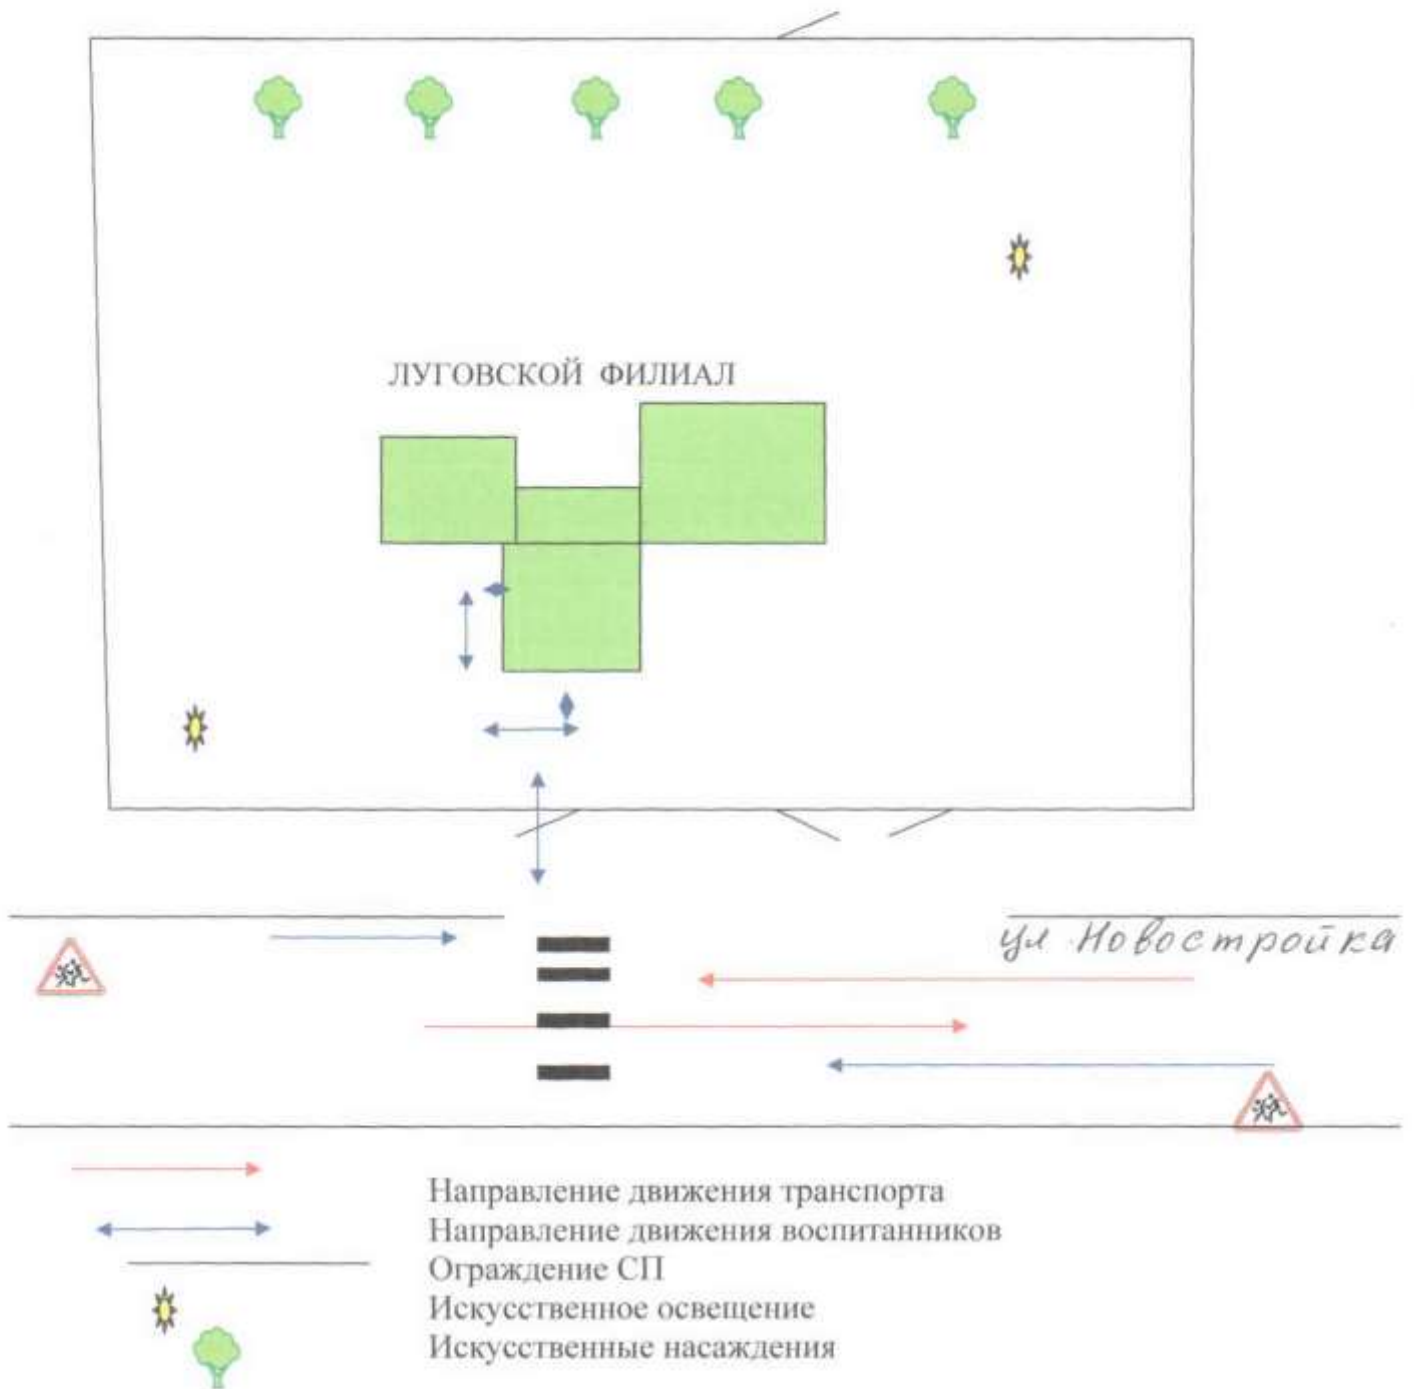 ЛУГОВСКОЙ ФИЛИАЛ
ул. Новостройка
Направление движения транспорта
Направление движения воспитанников
Ограждение СП
Искусственное освещение
Искусственные насаждения